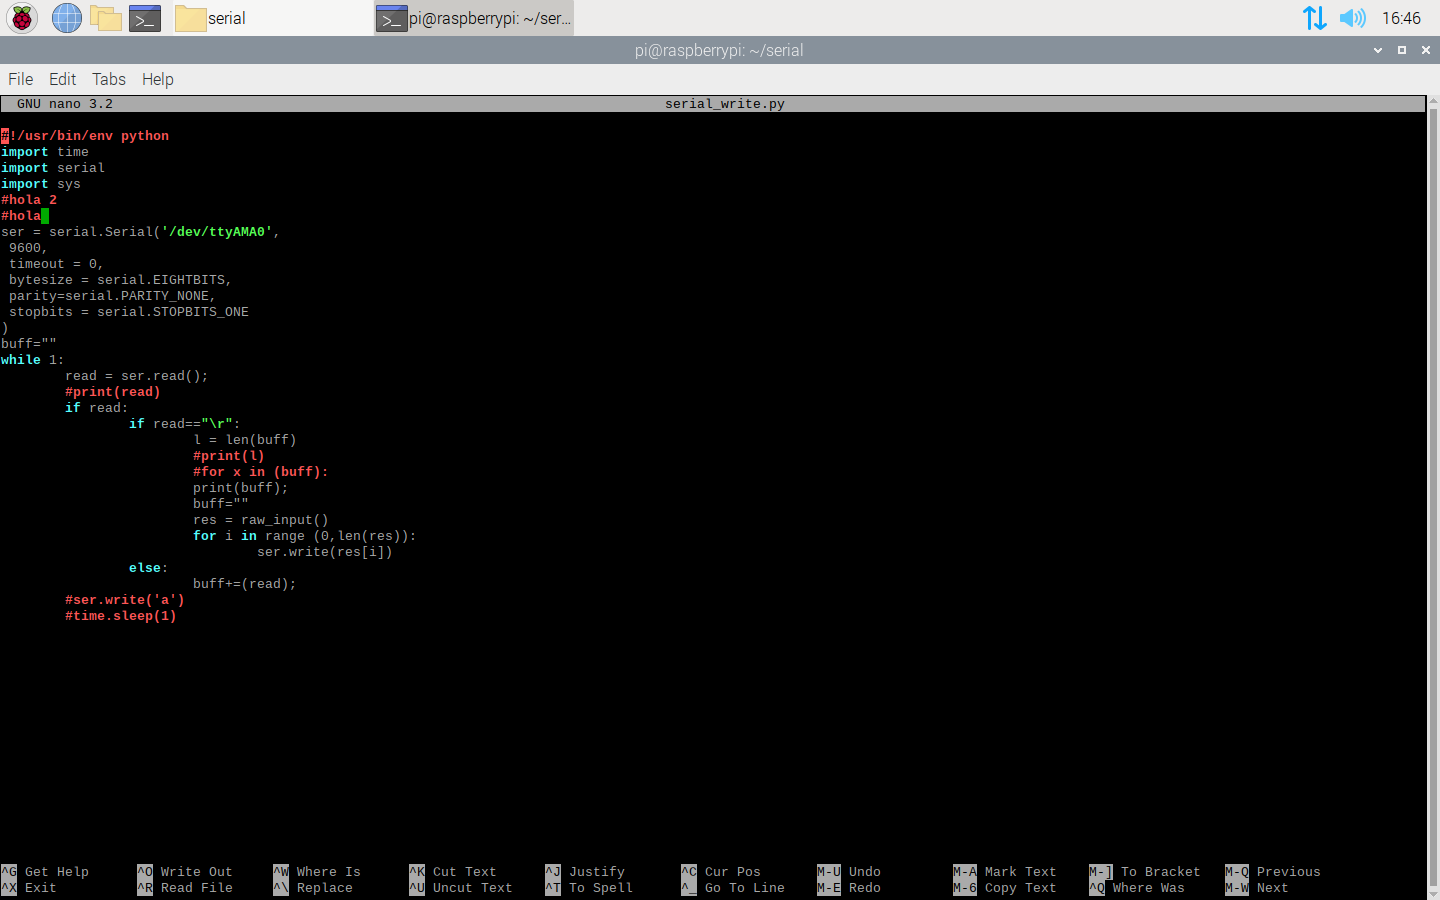 serial
pi@raspberrypi: ~/ser...
16:46
pi@raspberrypi: ~/serial
File Edit Tabs Help
GNU nano 3.2 serial_write.py
#!/usr/bin/env python
import time
import serial
import sys
#hola 2
#hola
ser = serial.Serial('/dev/ttyAMA0',
 9600,
 timeout = 0,
 bytesize = serial.EIGHTBITS,
 parity=serial.PARITY_NONE,
 stopbits = serial.STOPBITS_ONE
)
buff=""
while 1:
        read = ser.read();
        #print(read)
        if read:
                if read=="\r":
                        l = len(buff)
                        #print(l)
                        #for x in (buff):
                        print(buff);
                        buff=""
                        res = raw_input()
                        for i in range (0,len(res)):
                                ser.write(res[i])
                else:
                        buff+=(read);
        #ser.write('a')
        #time.sleep(1)
^G Get Help ^O Write Out ^W Where Is ^K Cut Text ^J Justify ^C Cur Pos M-U Undo M-A Mark Text M-] To Bracket M-Q Previous
^X Exit ^R Read File ^\ Replace ^U Uncut Text ^T To Spell ^_ Go To Line M-E Redo M-6 Copy Text ^Q Where Was M-W Next